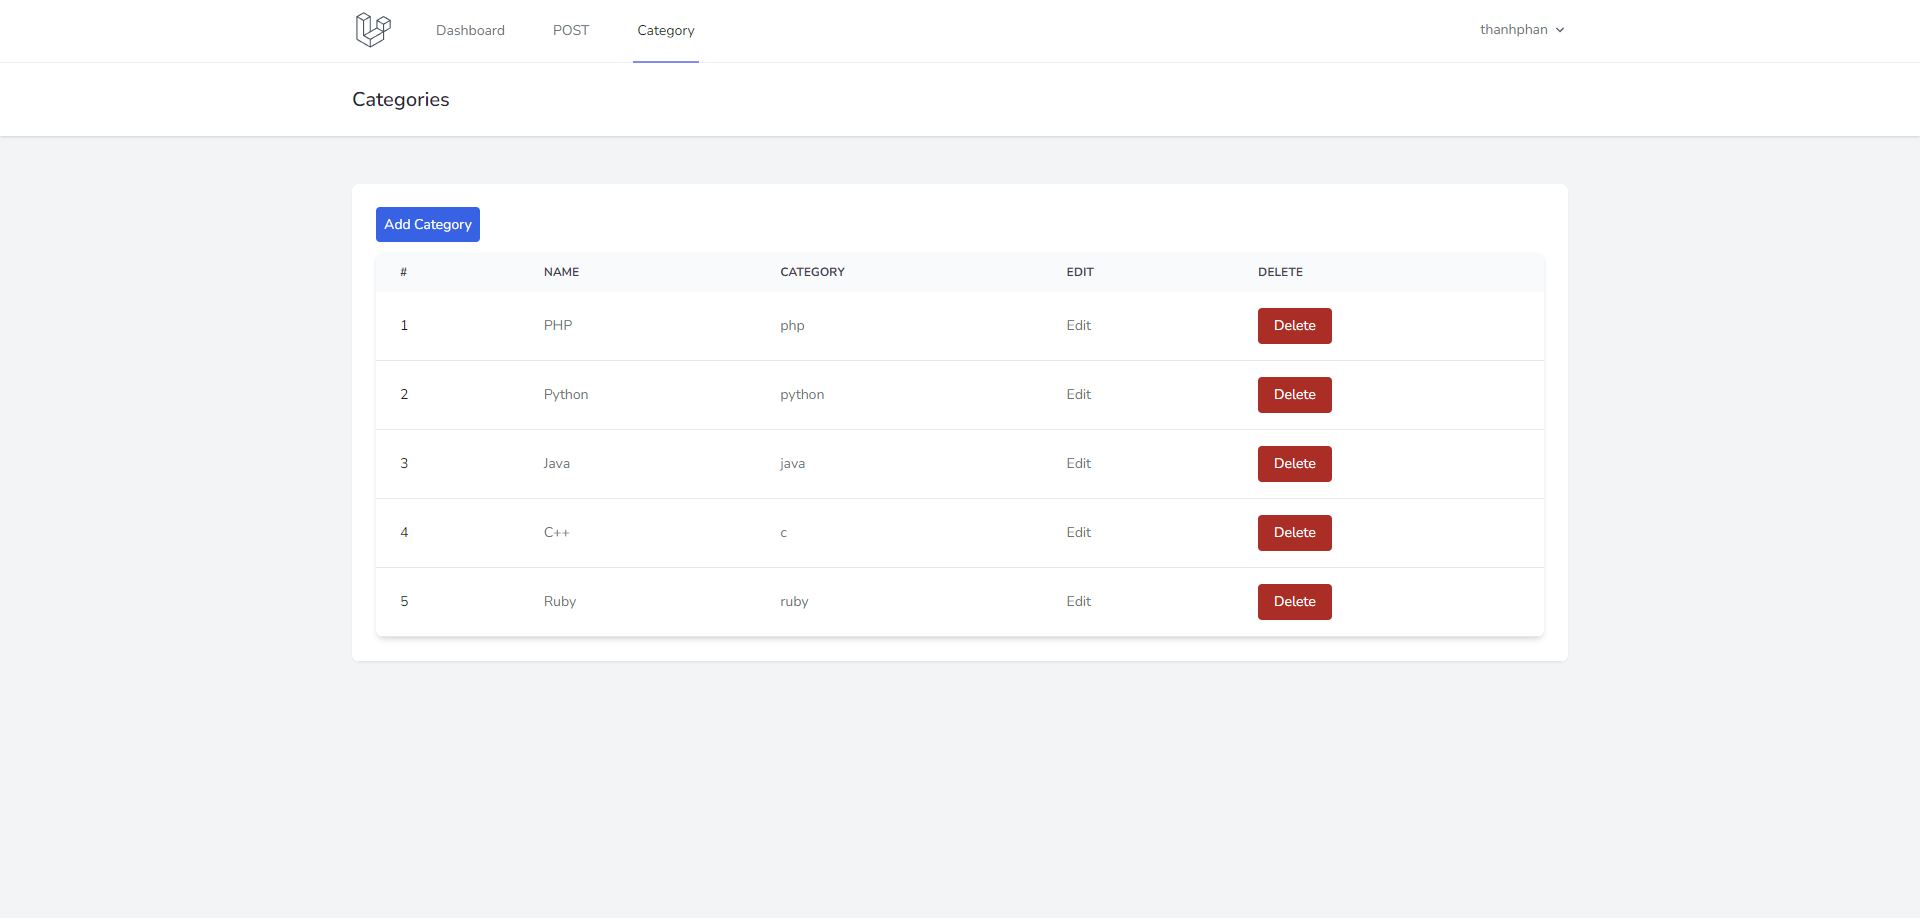 Dashboard POST Category thanhphan
Categories
Add Category
# NAME CATEGORY EDIT DELETE
1 PHP php Edit Delete
2 Python python Edit Delete
3 Java java Edit Delete
4 C++ c Edit Delete
5 Ruby ruby Edit Delete